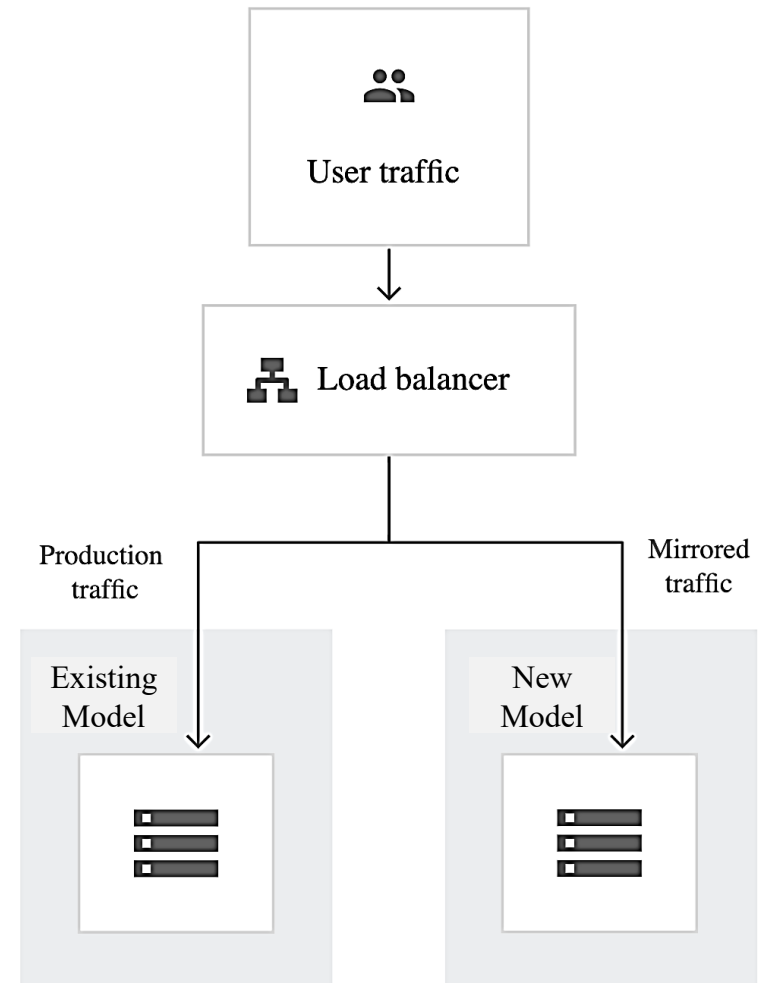 User traffic
Load balancer
Production
traffic
Mirrored
traffic
Existing
Model
New
Model